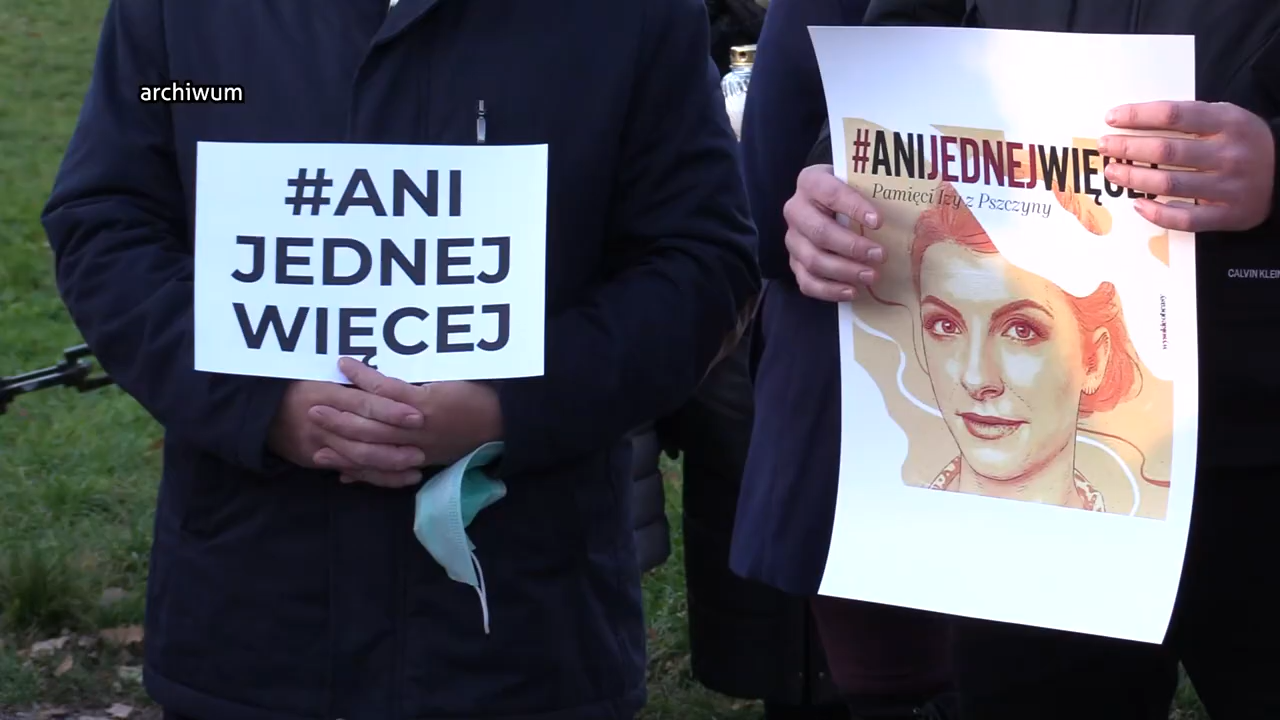 archiwum
#ANI
JEDNEJ
WIĘCEJ
#ANIJEDNEJWIĘCEJ
Pamięci Izy z Pszczyny
CALVIN KLEIN